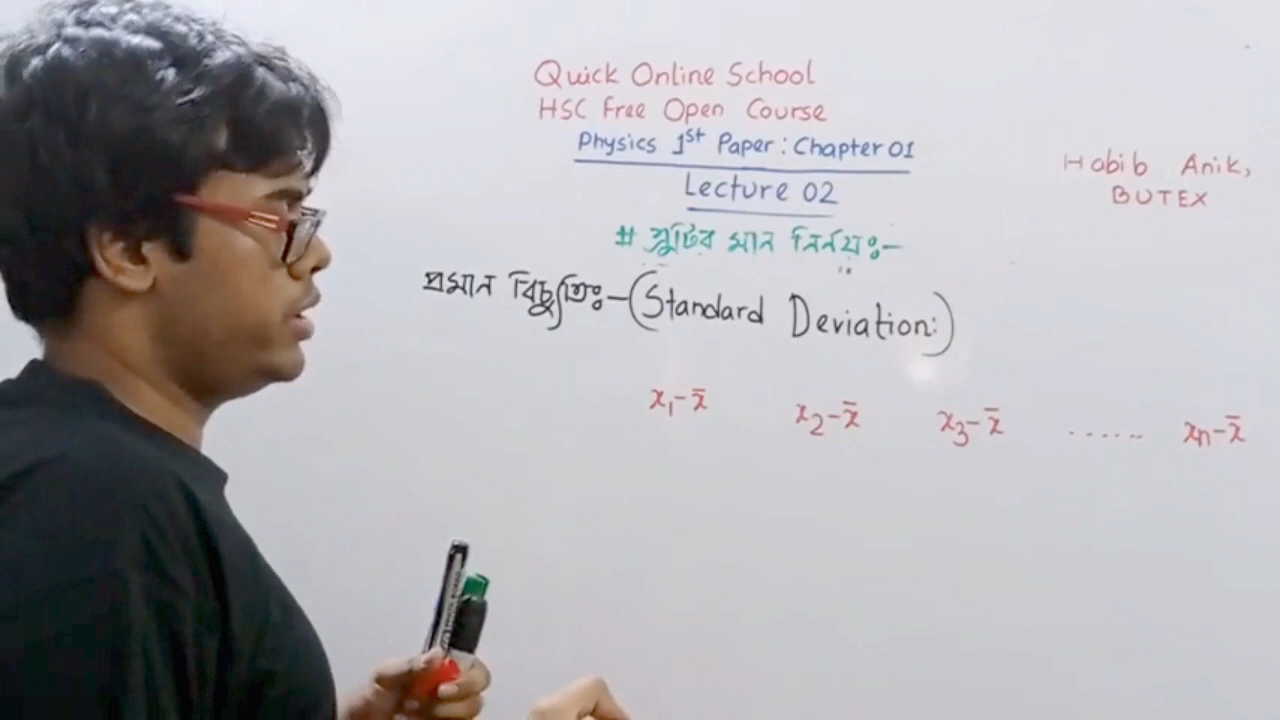 Quick Online School
HSC Free Open Course
Physics 1st Paper : Chapter 01
Lecture 02
Habib Anik,
BUTEX
# ত্রুটির মান নির্নয়ঃ-
প্রমান বিচ্যুতিঃ-(Standard Deviation:)
x₁-x̄ x₂-x̄ x₃-x̄ ...... xₙ-x̄